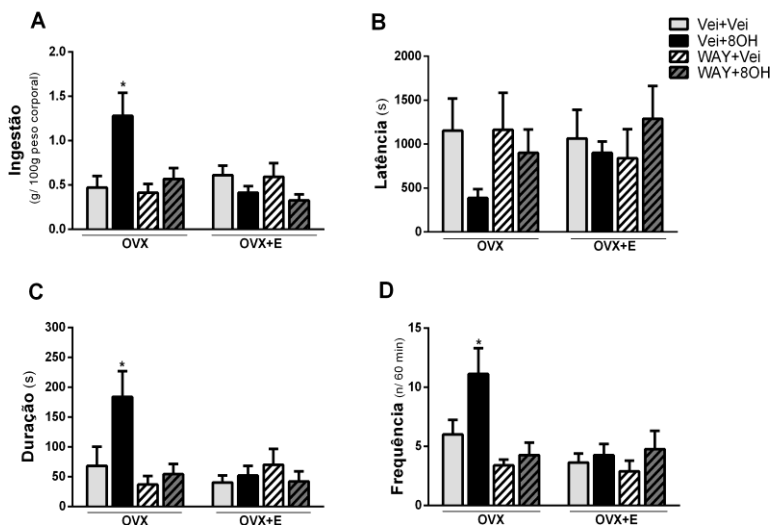 A
Ingestão
(g/ 100g peso corporal)
2.0
1.5
1.0
0.5
0.0
*
OVX
OVX+E
B
Latência (s)
2000
1500
1000
500
0
OVX
OVX+E
Vei+Vei
Vei+8OH
WAY+Vei
WAY+8OH
C
Duração (s)
300
250
200
150
100
50
0
*
OVX
OVX+E
D
Frequência (n/ 60 min)
15
10
5
0
*
OVX
OVX+E